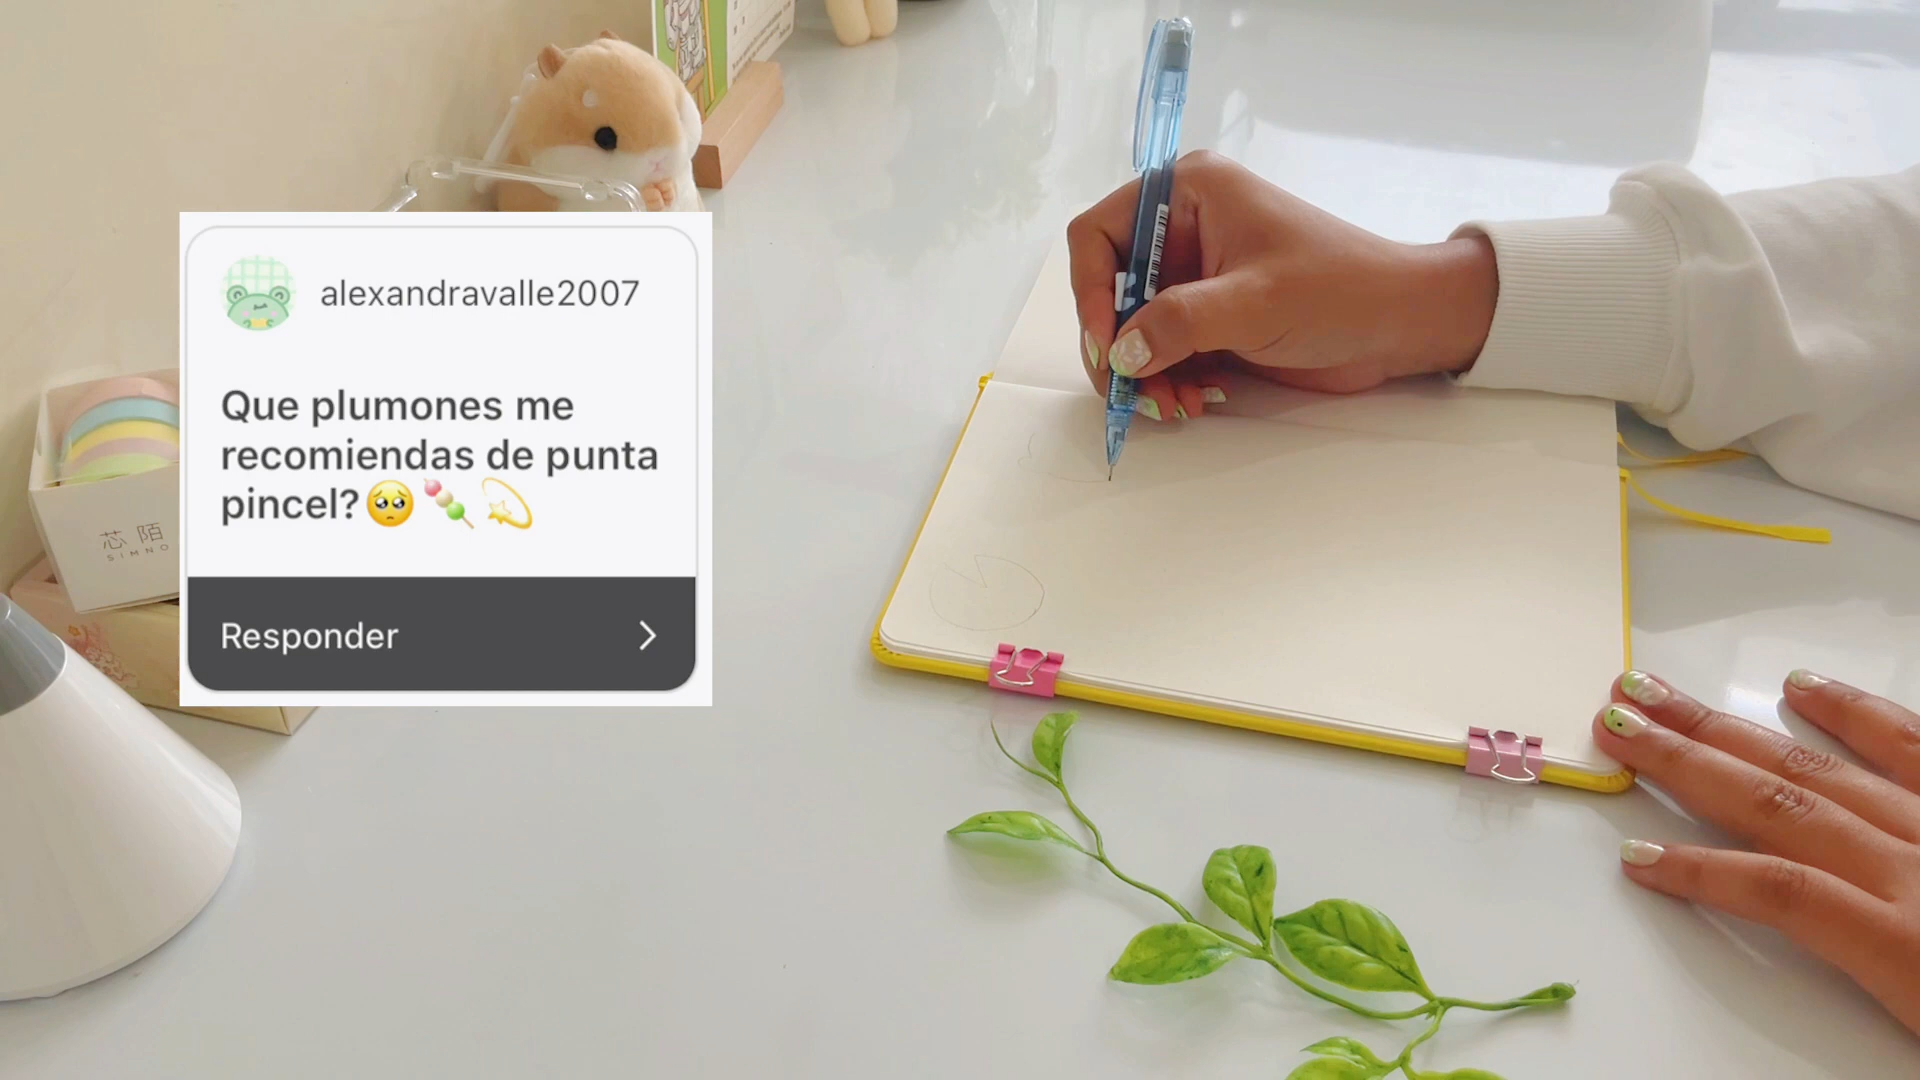 alexandravalle2007
Que plumones me
recomiendas de punta
pincel?🥺🍡💫
Responder
芯陌
SIMNO